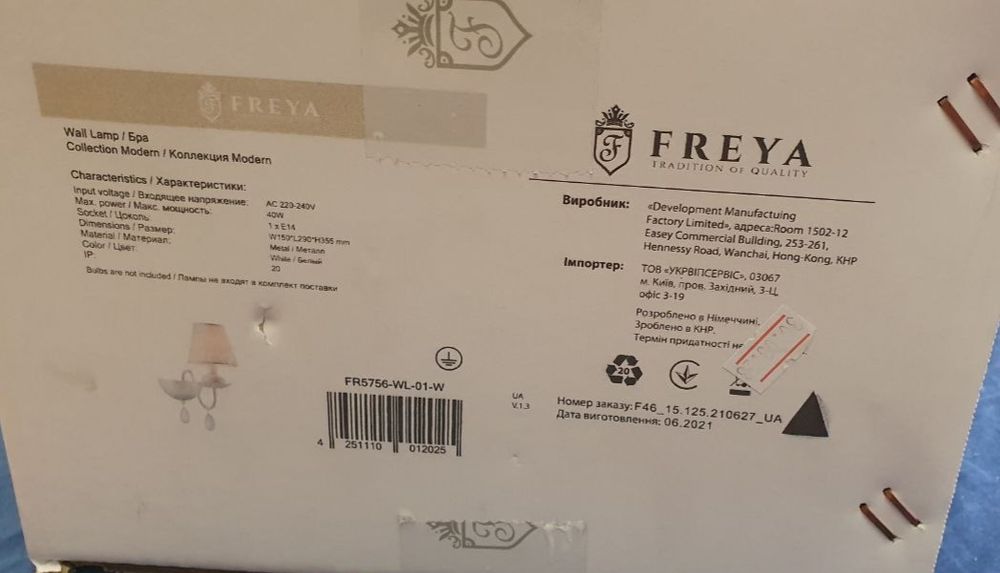 FREYA
Wall Lamp / Бра
Collection Modern / Коллекция Modern
Characteristics / Характеристики:
Input voltage / Входящее напряжение: AC 220-240V
Max. power / Макс. мощность: 40W
Socket / Цоколь: 1 x E14
Dimensions / Размер: W150*L290*H355 mm
Material / Материал: Metal / Металл
Color / Цвет: White / Белый
IP: 20
Bulbs are not included / Лампы не входят в комплект поставки
FR5756-WL-01-W
4 251110 012025
F
FREYA
TRADITION OF QUALITY
Виробник: «Development Manufactuing
Factory Limited», адреса:Room 1502-12
Easey Commercial Building, 253-261,
Hennessy Road, Wanchai, Hong-Kong, КНР
Імпортер: ТОВ «УКРВІПСЕРВІС», 03067
м. Київ, пров. Західний, 3-Ц,
офіс 3-19
Розроблено в Німеччині.
Зроблено в КНР.
Термін придатності не
20
UA
V.1.3
Номер заказу: F46_15.125.210627_UA
Дата виготовлення: 06.2021